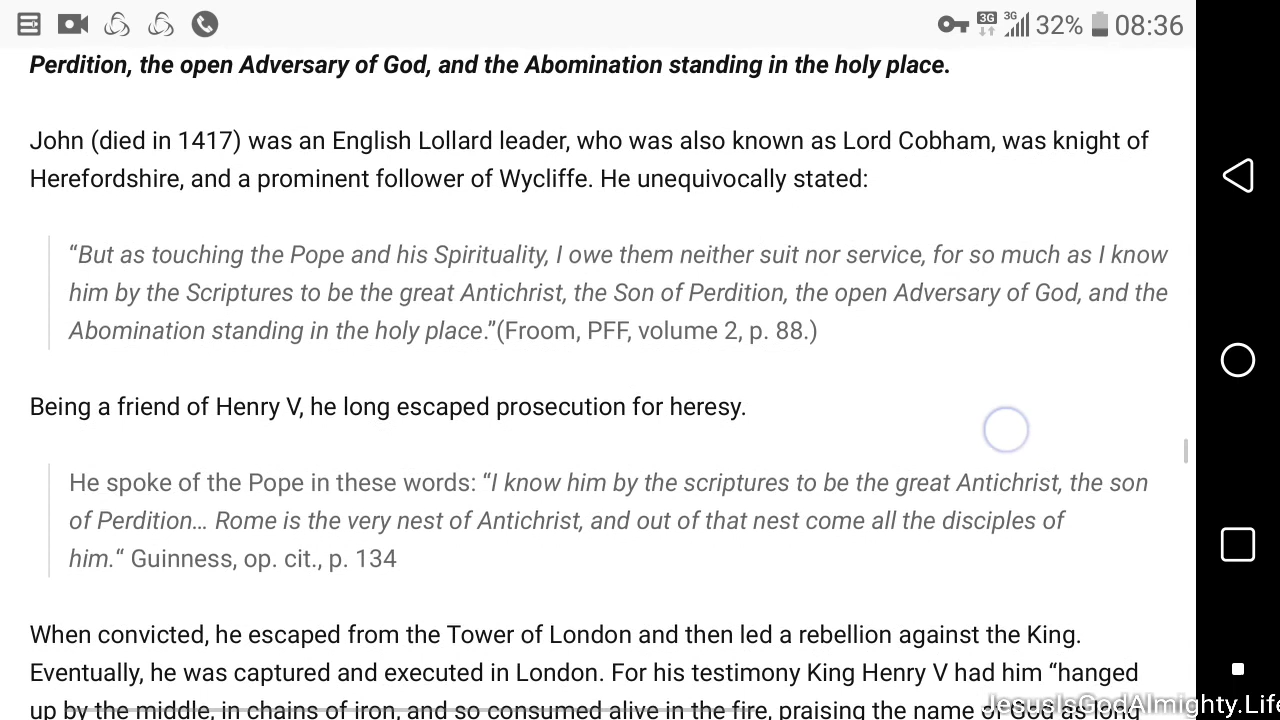 3G 3G 32% 08:36
Perdition, the open Adversary of God, and the Abomination standing in the holy place.
John (died in 1417) was an English Lollard leader, who was also known as Lord Cobham, was knight of
Herefordshire, and a prominent follower of Wycliffe. He unequivocally stated:
“But as touching the Pope and his Spirituality, I owe them neither suit nor service, for so much as I know
him by the Scriptures to be the great Antichrist, the Son of Perdition, the open Adversary of God, and the
Abomination standing in the holy place.”(Froom, PFF, volume 2, p. 88.)
Being a friend of Henry V, he long escaped prosecution for heresy.
He spoke of the Pope in these words: “I know him by the scriptures to be the great Antichrist, the son
of Perdition… Rome is the very nest of Antichrist, and out of that nest come all the disciples of
him.“ Guinness, op. cit., p. 134
When convicted, he escaped from the Tower of London and then led a rebellion against the King.
Eventually, he was captured and executed in London. For his testimony King Henry V had him “hanged
up by the middle, in chains of iron, and so consumed alive in the fire, praising the name of God as long
JesusIsGodAlmighty.Life